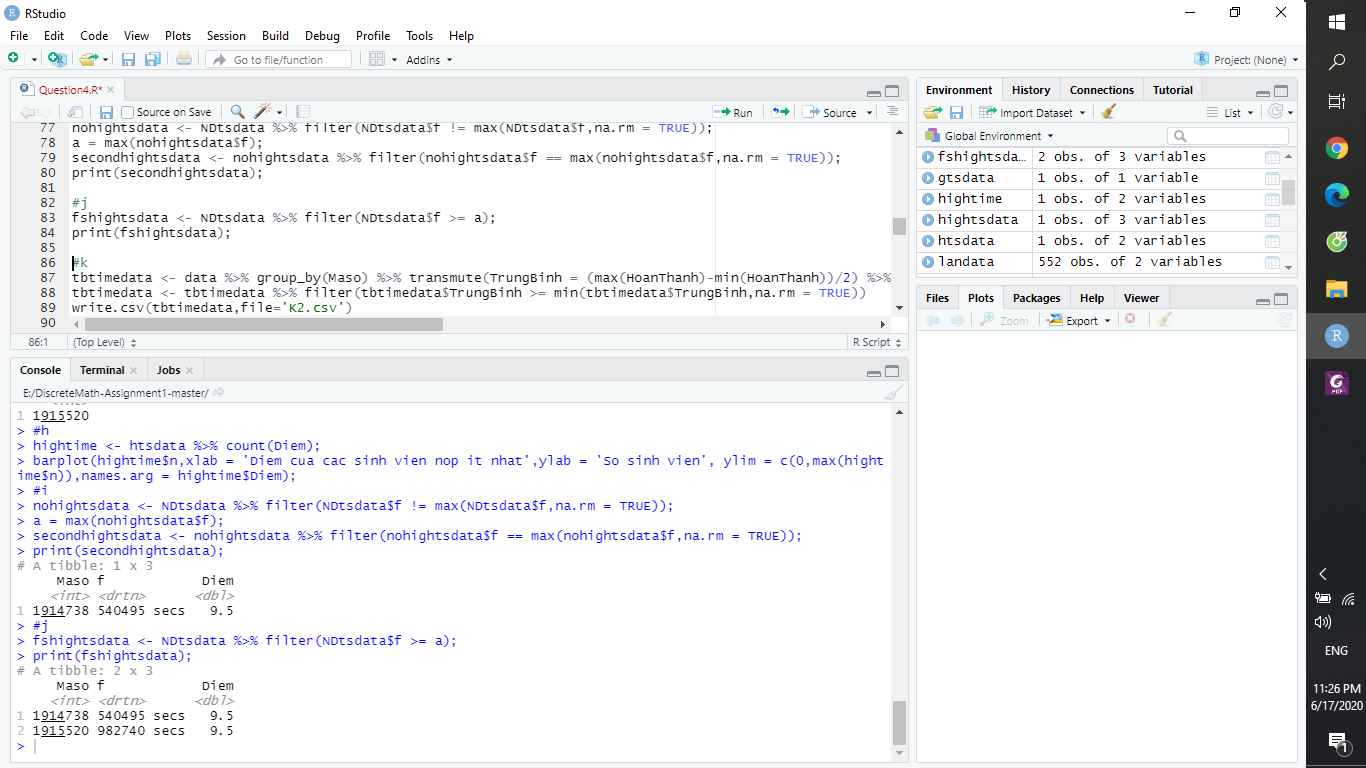 RStudio
File Edit Code View Plots Session Build Debug Profile Tools Help
Go to file/function Addins Project: (None)
Question4.R*
Source on Save Run Source
77 nohightsdata <- NDtsdata %>% filter(NDtsdata$f != max(NDtsdata$f,na.rm = TRUE));
78 a = max(nohightsdata$f);
79 secondhightsdata <- nohightsdata %>% filter(nohightsdata$f == max(nohightsdata$f,na.rm = TRUE));
80 print(secondhightsdata);
81
82 #j
83 fshightsdata <- NDtsdata %>% filter(NDtsdata$f >= a);
84 print(fshightsdata);
85
86 #k
87 tbtimedata <- data %>% group_by(Maso) %>% transmute(TrungBinh = (max(HoanThanh)-min(HoanThanh))/2) %>%
88 tbtimedata <- tbtimedata %>% filter(tbtimedata$TrungBinh >= min(tbtimedata$TrungBinh,na.rm = TRUE))
89 write.csv(tbtimedata,file='K2.csv')
90
86:1 (Top Level) R Script
Console Terminal Jobs
E:/DiscreteMath-Assignment1-master/
<int>
1 1915520
> #h
> hightime <- htsdata %>% count(Diem);
> barplot(hightime$n,xlab = 'Diem cua cac sinh vien nop it nhat',ylab = 'So sinh vien', ylim = c(0,max(hight
ime$n)),names.arg = hightime$Diem);
> #i
> nohightsdata <- NDtsdata %>% filter(NDtsdata$f != max(NDtsdata$f,na.rm = TRUE));
> a = max(nohightsdata$f);
> secondhightsdata <- nohightsdata %>% filter(nohightsdata$f == max(nohightsdata$f,na.rm = TRUE));
> print(secondhightsdata);
# A tibble: 1 x 3
Maso f Diem
<int> <drtn> <dbl>
1 1914738 540495 secs 9.5
> #j
> fshightsdata <- NDtsdata %>% filter(NDtsdata$f >= a);
> print(fshightsdata);
# A tibble: 2 x 3
Maso f Diem
<int> <drtn> <dbl>
1 1914738 540495 secs 9.5
2 1915520 982740 secs 9.5
>
Environment History Connections Tutorial
Import Dataset List
Global Environment
fshightsda… 2 obs. of 3 variables
gtsdata 1 obs. of 1 variable
hightime 1 obs. of 2 variables
hightsdata 1 obs. of 3 variables
htsdata 1 obs. of 2 variables
landata 552 obs. of 2 variables
Files Plots Packages Help Viewer
Zoom Export
R
PDF
ENG
11:26 PM
6/17/2020
1